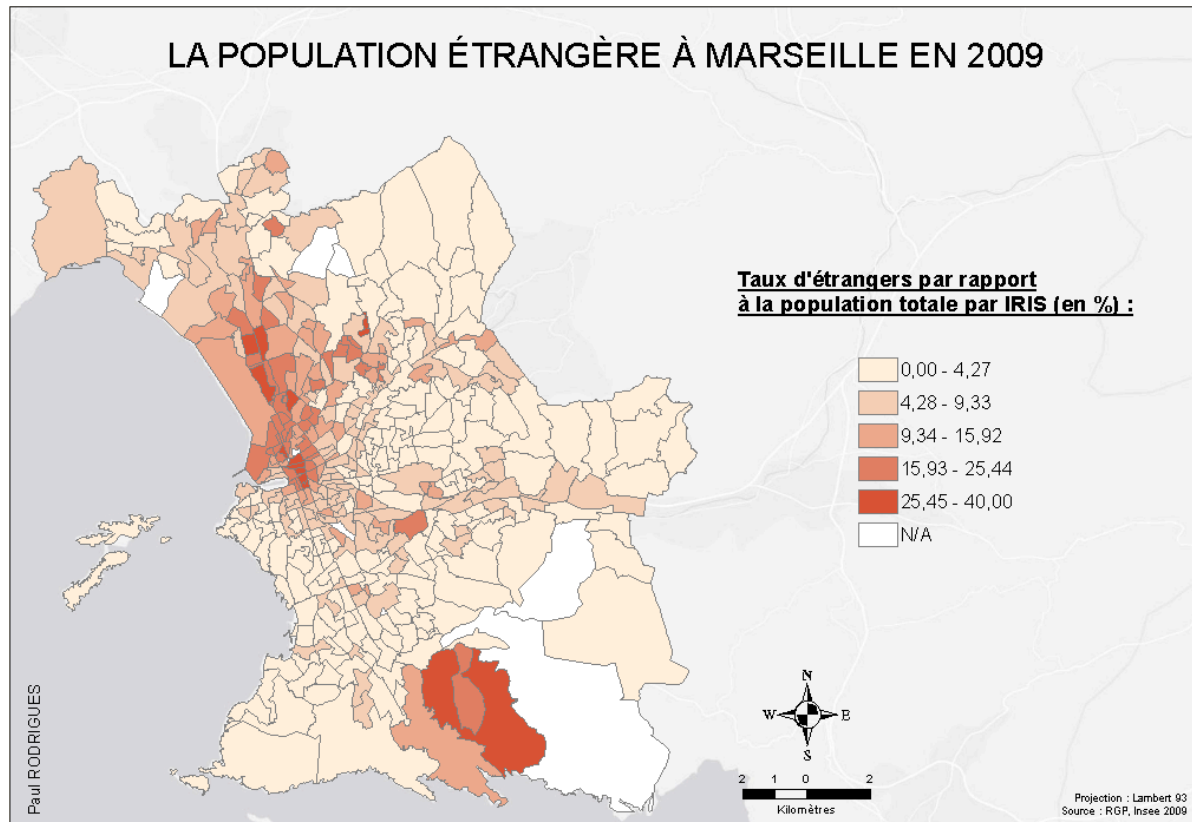 LA POPULATION ÉTRANGÈRE À MARSEILLE EN 2009
Taux d'étrangers par rapport
à la population totale par IRIS (en %) :
0,00 - 4,27
4,28 - 9,33
9,34 - 15,92
15,93 - 25,44
25,45 - 40,00
N/A
N
W E
S
2 1 0 2
Kilomètres
Paul RODRIGUES
Projection : Lambert 93
Source : RGP, Insee 2009